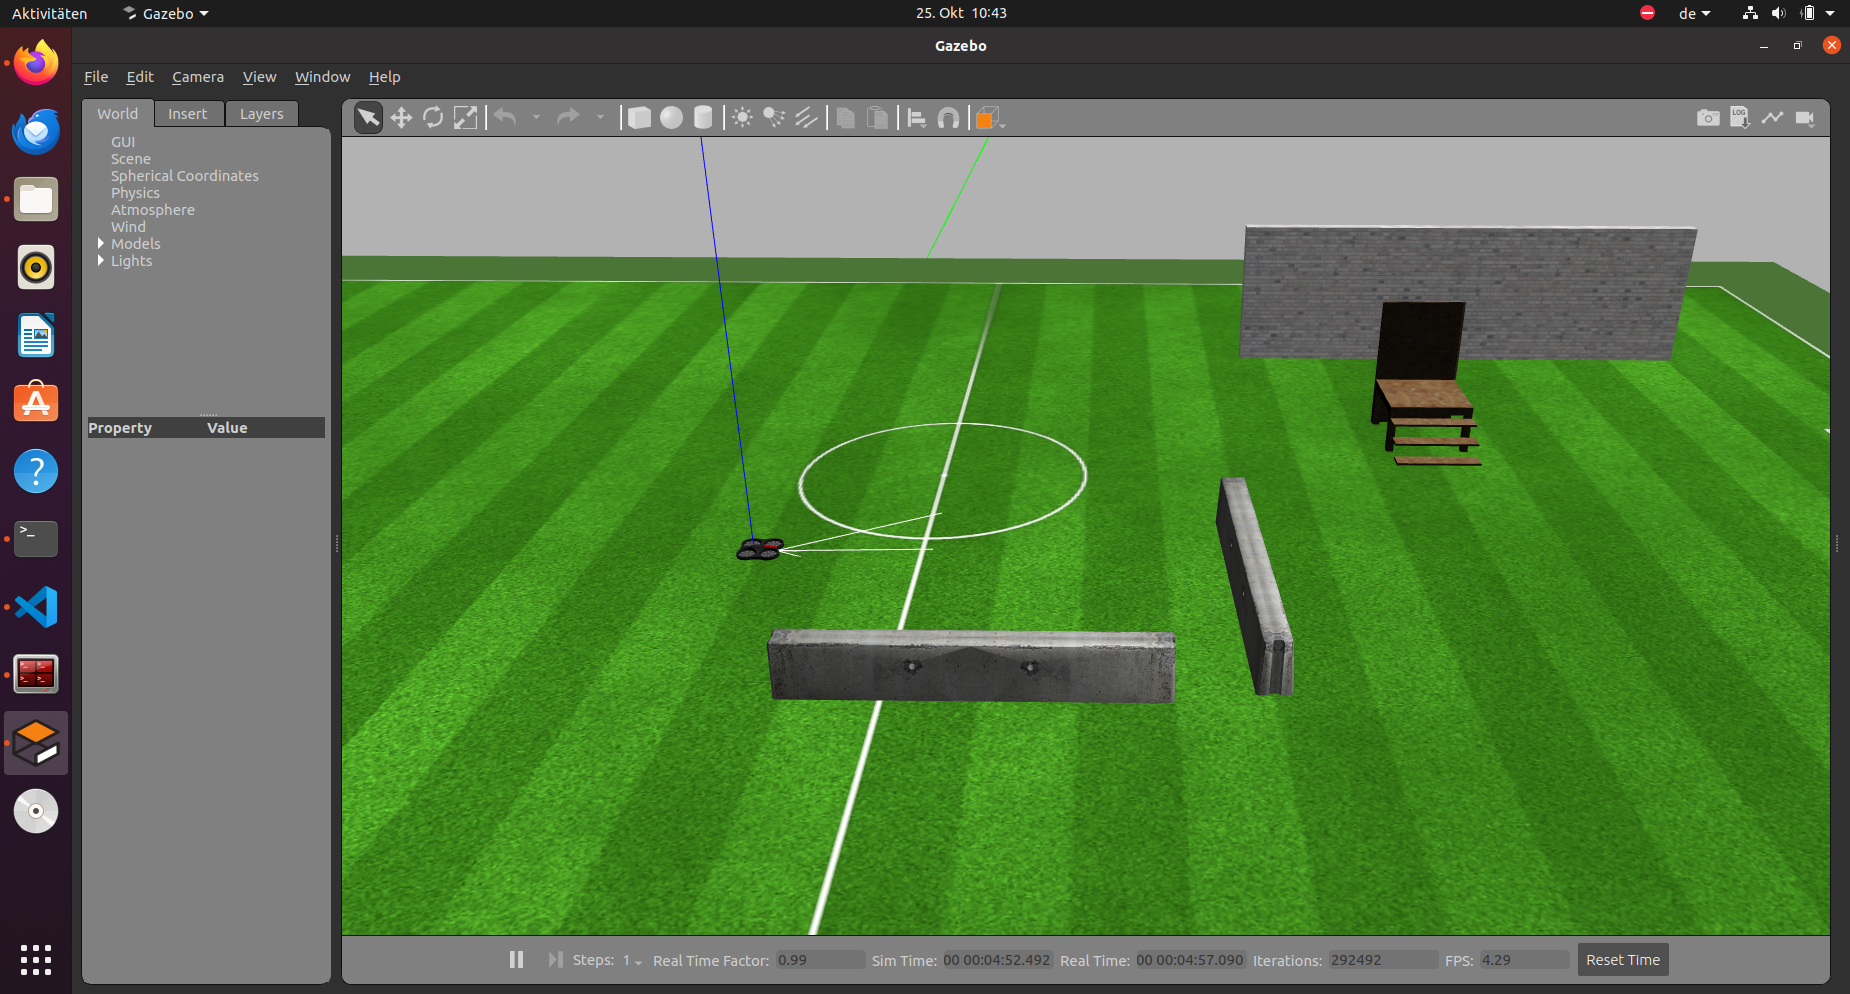 Aktivitäten Gazebo 25. Okt 10:43 de
Gazebo
File Edit Camera View Window Help
World Insert Layers
LOG
GUI
Scene
Spherical Coordinates
Physics
Atmosphere
Wind
Models
Lights
Property Value
>_
Steps: 1 Real Time Factor: 0.99 Sim Time: 00 00:04:52.492 Real Time: 00 00:04:57.090 Iterations: 292492 FPS: 4.29 Reset Time